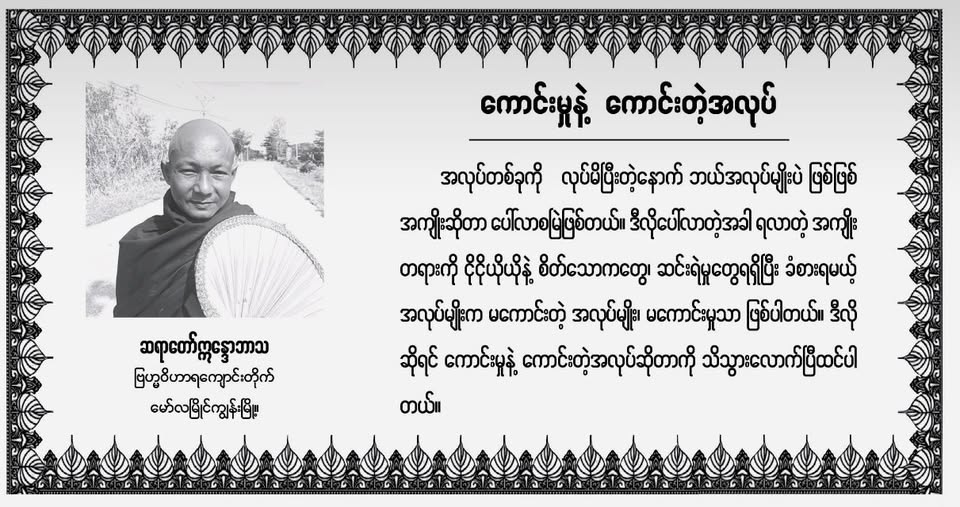 ကောင်းမှုနဲ့ ကောင်းတဲ့အလုပ်
အလုပ်တစ်ခုကို လုပ်မိပြီးတဲ့နောက် ဘယ်အလုပ်မျိုးပဲ ဖြစ်ဖြစ်
အကျိုးဆိုတာ ပေါ်လာစမြဲဖြစ်တယ်။ ဒီလိုပေါ်လာတဲ့အခါ ရလာတဲ့ အကျိုး
တရားကို ငိုငိုယိုယိုနဲ့ စိတ်သောကတွေ၊ ဆင်းရဲမှုတွေရရှိပြီး ခံစားရမယ့်
အလုပ်မျိုးက မကောင်းတဲ့ အလုပ်မျိုး၊ မကောင်းမှုသာ ဖြစ်ပါတယ်။ ဒီလို
ဆိုရင် ကောင်းမှုနဲ့ ကောင်းတဲ့အလုပ်ဆိုတာကို သိသွားလောက်ပြီထင်ပါ
တယ်။
ဆရာတော်ဣန္ဒောဘာသ
ဗြဟ္မဝိဟာရကျောင်းတိုက်
မော်လမြိုင်ကျွန်းမြို့။